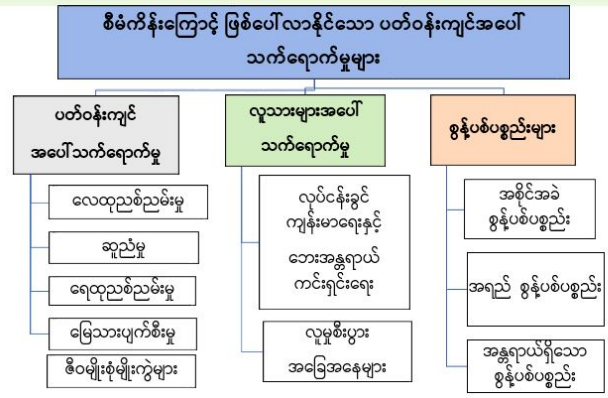 စီမံကိန်းကြောင့် ဖြစ်ပေါ်လာနိုင်သော ပတ်ဝန်းကျင်အပေါ်
သက်ရောက်မှုများ
ပတ်ဝန်းကျင်
အပေါ်သက်ရောက်မှု
လေထုညစ်ညမ်းမှု
ဆူညံမှု
ရေထုညစ်ညမ်းမှု
မြေသားပျက်စီးမှု
ဇီဝမျိုးစုံမျိုးကွဲများ
လူသားများအပေါ်
သက်ရောက်မှု
လုပ်ငန်းခွင်
ကျန်းမာရေးနှင့်
ဘေးအန္တရာယ်
ကင်းရှင်းရေး
လူမှုစီးပွား
အခြေအနေများ
စွန့်ပစ်ပစ္စည်းများ
အစိုင်အခဲ
စွန့်ပစ်ပစ္စည်း
အရည် စွန့်ပစ်ပစ္စည်း
အန္တရာယ်ရှိသော
စွန့်ပစ်ပစ္စည်း